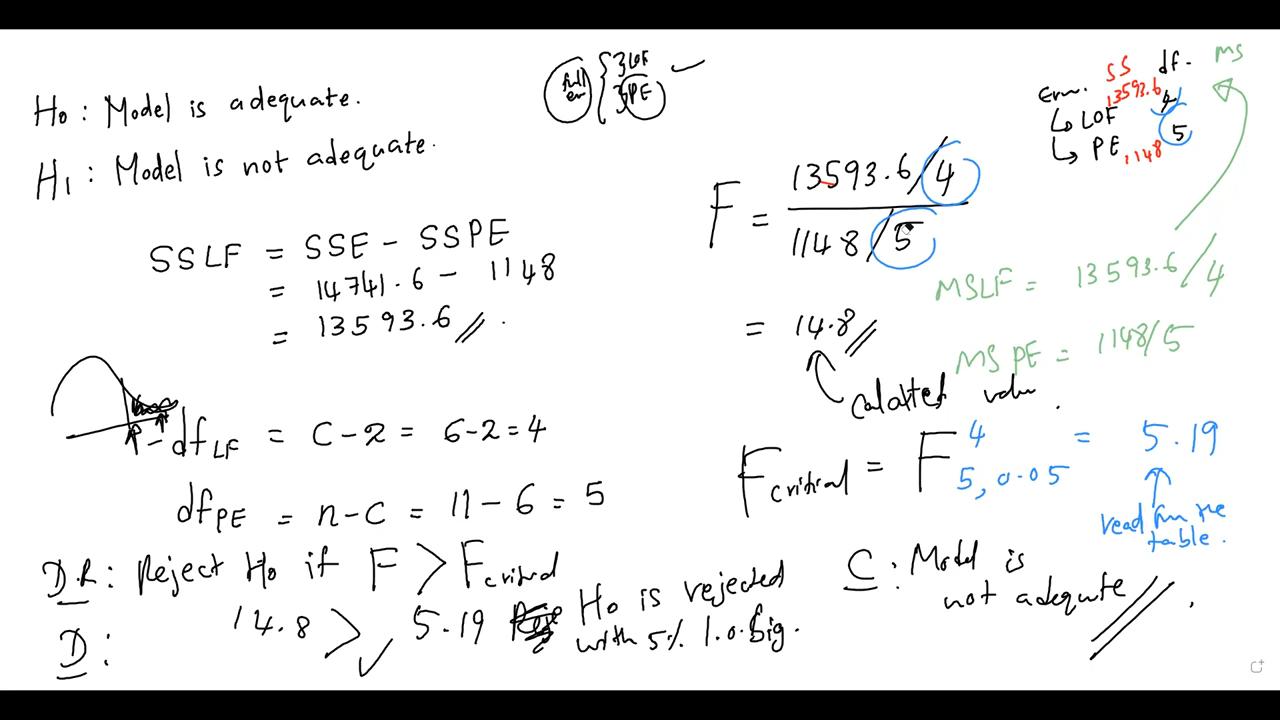 H0 : Model is adequate.
H1 : Model is not adequate.
full
LOF
PE
SSLF = SSE - SSPE
= 14741.6 - 1148
= 13593.6
dfLF = C-2 = 6-2=4
dfPE = n-C = 11 - 6 = 5
D.R : Reject H0 if F > Fcritical
D : 14.8 > 5.19 H0 is rejected
with 5% l.o.sig.
SS df. MS
Err. 13593.6 4
↳ LOF
↳ PE 1148 5
F = 13593.6/4
1148/5
= 14.8
MSLF = 13593.6/4
MSPE = 1148/5
Fcritical = F 4 5, 0.05 = 5.19
read the
table.
C : Model is
not adequate.